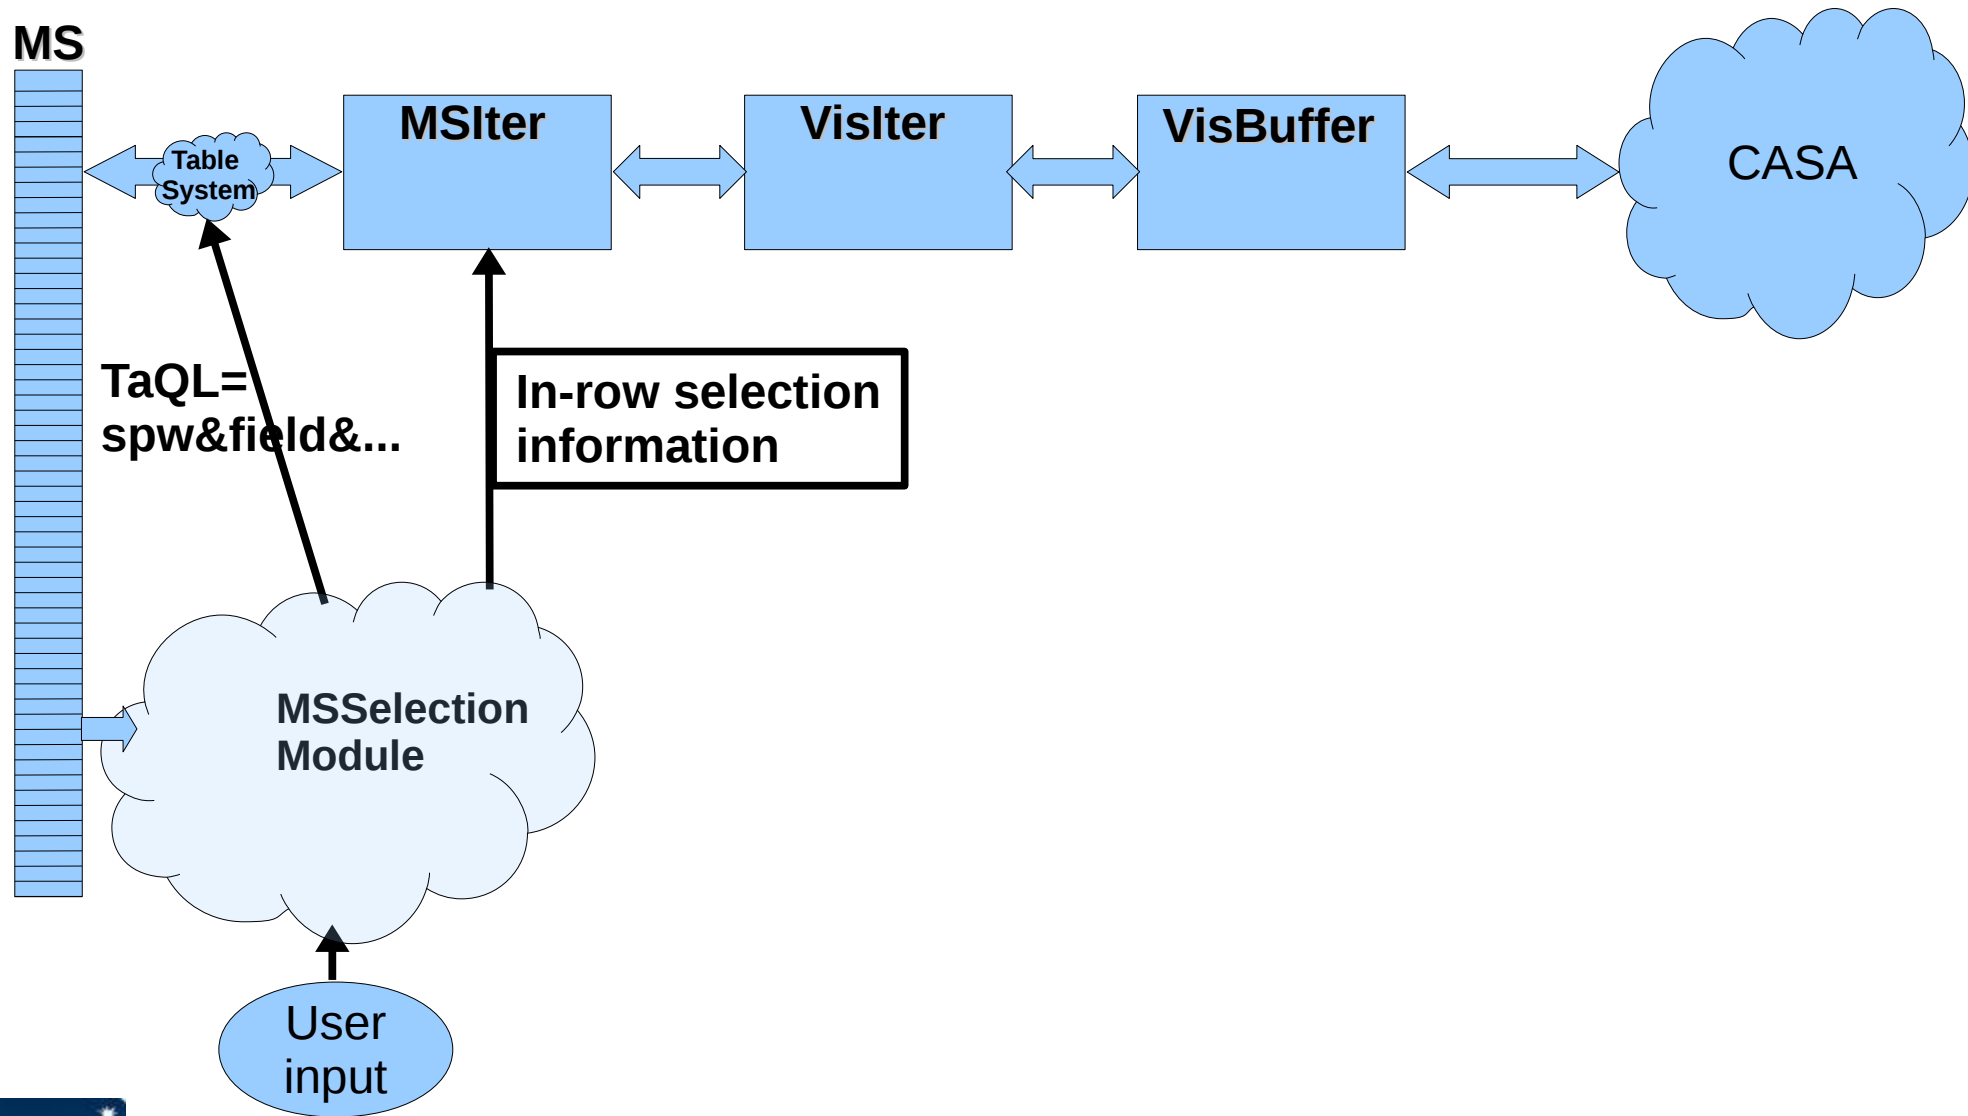 MS
Table
System
MSIter
VisIter
VisBuffer
CASA
TaQL=
spw&field&...
In-row selection
information
MSSelection
Module
User
input